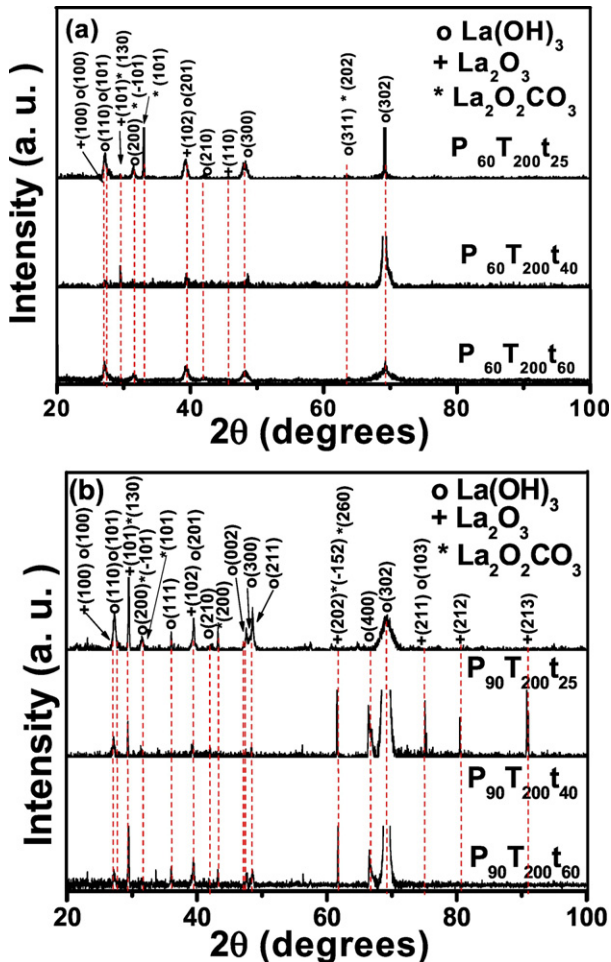 (a)
o La(OH)₃
+ La₂O₃
* La₂O₂CO₃
+(100) o(100)
o(110) o(101)
+(101)* (130)
o(200) * (-101)
* (101)
+(102) o(201)
o(210)
+(110)
o(300)
o(311) * (202)
o(302)
P₆₀T₂₀₀t₂₅
P₆₀T₂₀₀t₄₀
P₆₀T₂₀₀t₆₀
Intensity (a. u.)
20 40 60 80 100
2θ (degrees)
(b)
o La(OH)₃
+ La₂O₃
* La₂O₂CO₃
+(100) o(100)
o(110) o(101)
+(101)*(130)
o(200)*(-101)
*(101)
o(111)
+(102) o(201)
o(210)
*(200)
o(002)
o(300)
o(211)
+(202)*(-152) *(260)
o(400)
o(302)
+(211) o(103)
+(212)
+(213)
P₉₀T₂₀₀t₂₅
P₉₀T₂₀₀t₄₀
P₉₀T₂₀₀t₆₀
Intensity (a. u.)
20 40 60 80 100
2θ (degrees)